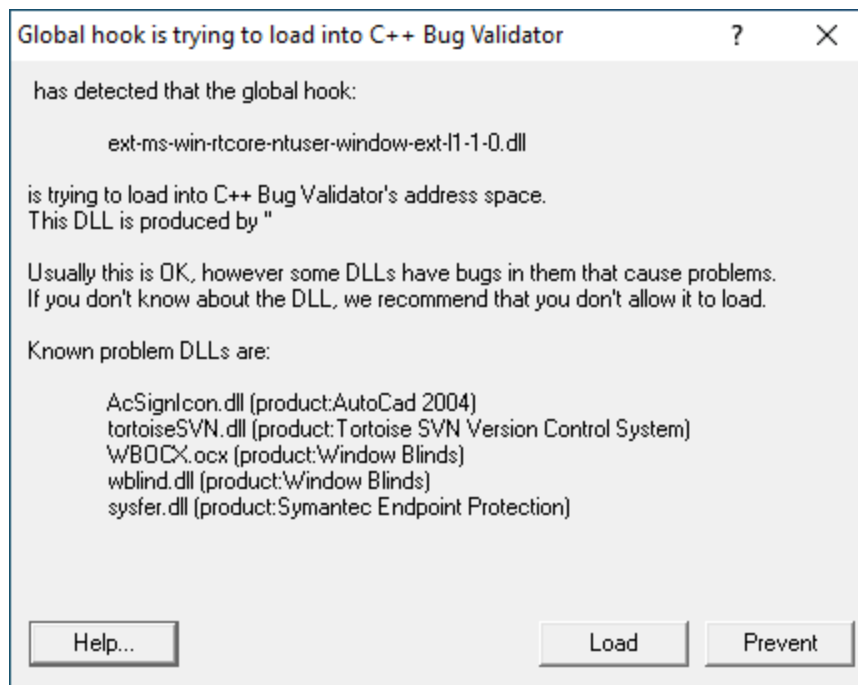 Global hook is trying to load into C++ Bug Validator ? ×
has detected that the global hook:
ext-ms-win-rtcore-ntuser-window-ext-l1-1-0.dll
is trying to load into C++ Bug Validator's address space.
This DLL is produced by ''
Usually this is OK, however some DLLs have bugs in them that cause problems.
If you don't know about the DLL, we recommend that you don't allow it to load.
Known problem DLLs are:
AcSignIcon.dll (product:AutoCad 2004)
tortoiseSVN.dll (product:Tortoise SVN Version Control System)
WBOCX.ocx (product:Window Blinds)
wblind.dll (product:Window Blinds)
sysfer.dll (product:Symantec Endpoint Protection)
Help... Load Prevent